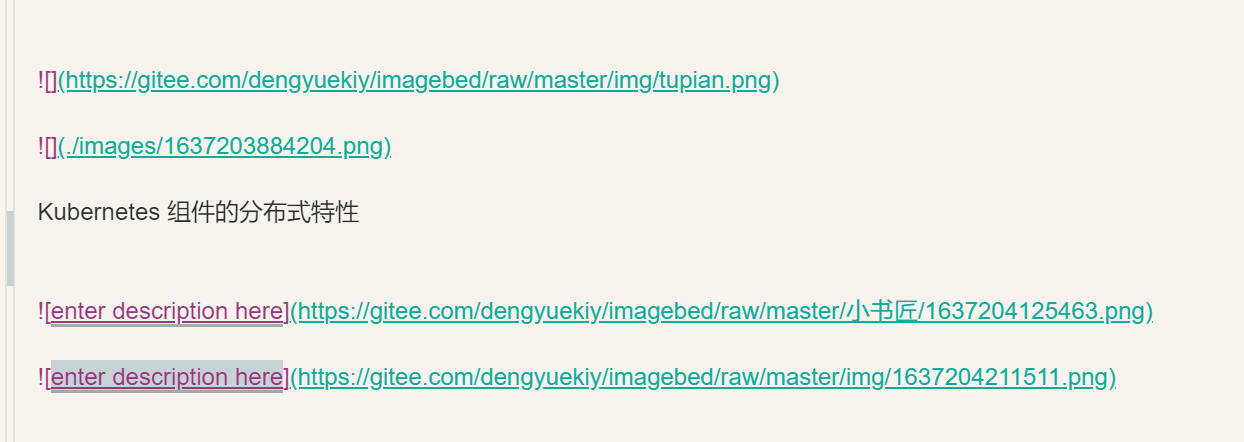 ![](https://gitee.com/dengyuekiy/imagebed/raw/master/img/tupian.png)
![](./images/1637203884204.png)
Kubernetes 组件的分布式特性
![enter description here](https://gitee.com/dengyuekiy/imagebed/raw/master/小书匠/1637204125463.png)
![enter description here](https://gitee.com/dengyuekiy/imagebed/raw/master/img/1637204211511.png)